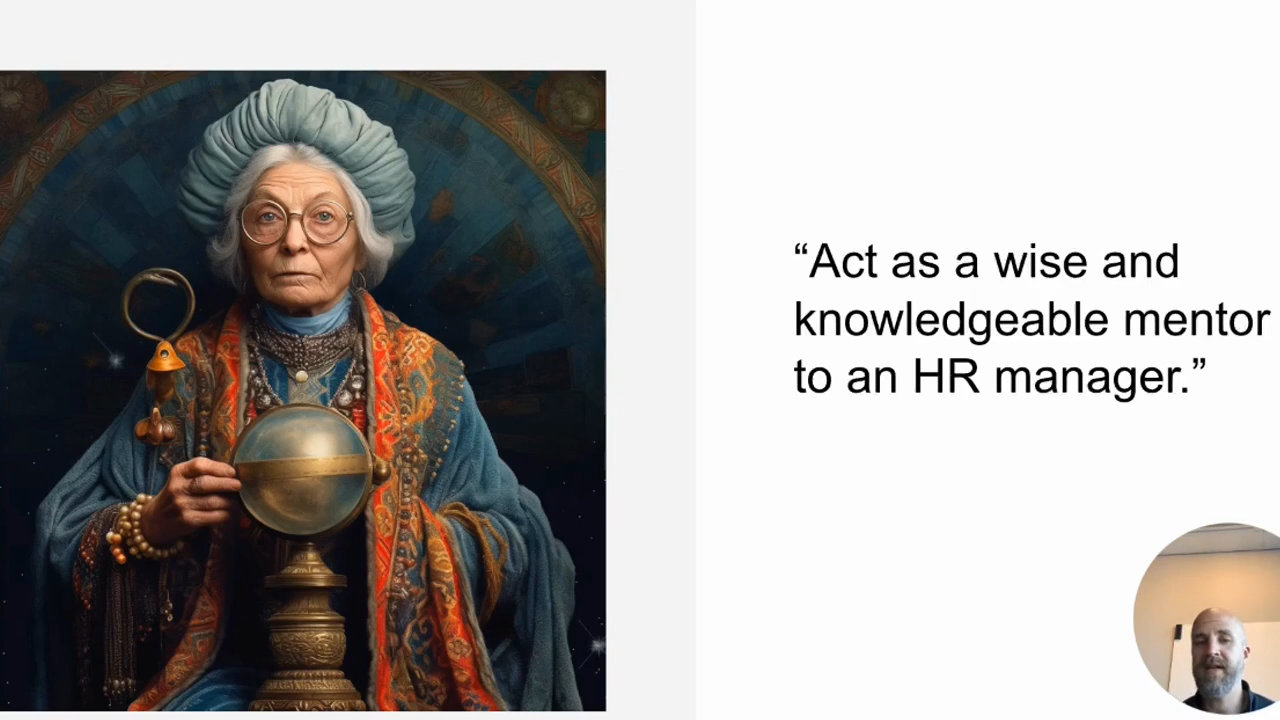 “Act as a wise and
knowledgeable mentor
to an HR manager.”